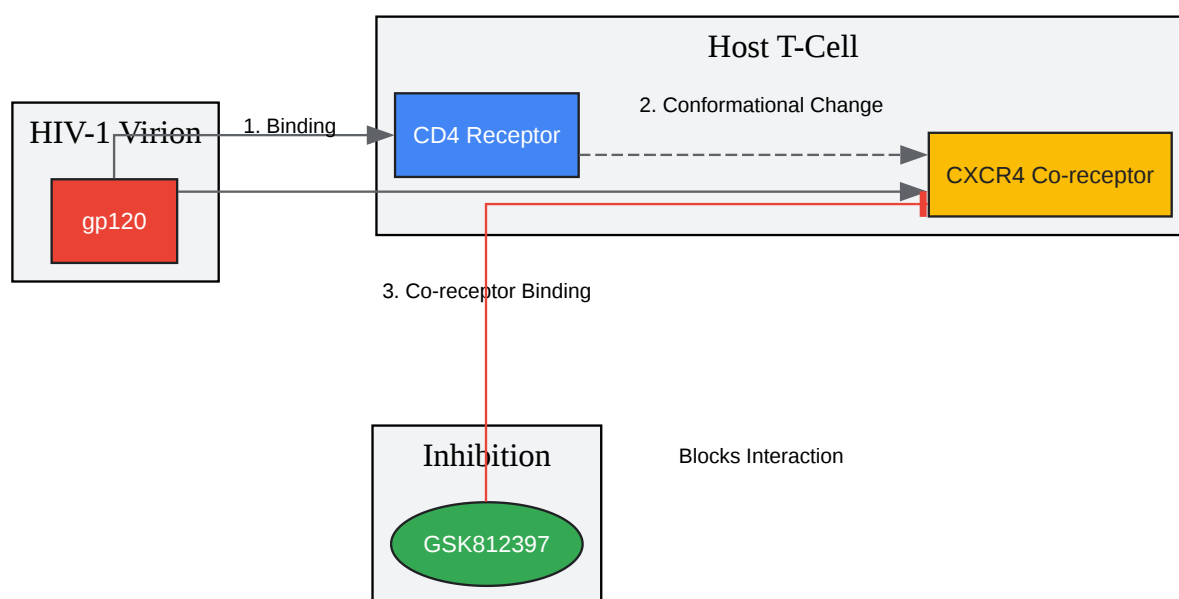 Host T-Cell
HIV-1 Virion
1. Binding
CD4 Receptor
2. Conformational Change
CXCR4 Co-receptor
gp120
3. Co-receptor Binding
Inhibition
Blocks Interaction
GSK812397